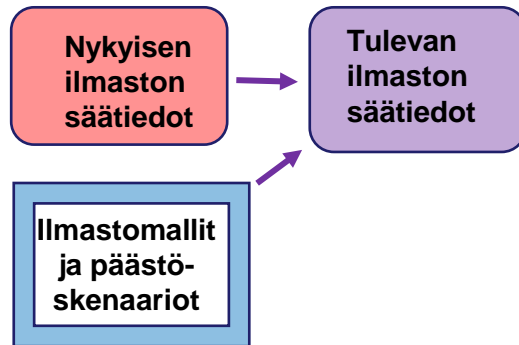 Nykyisen
ilmaston
säätiedot
Tulevan
ilmaston
säätiedot
Ilmastomallit
ja päästö-
skenaariot